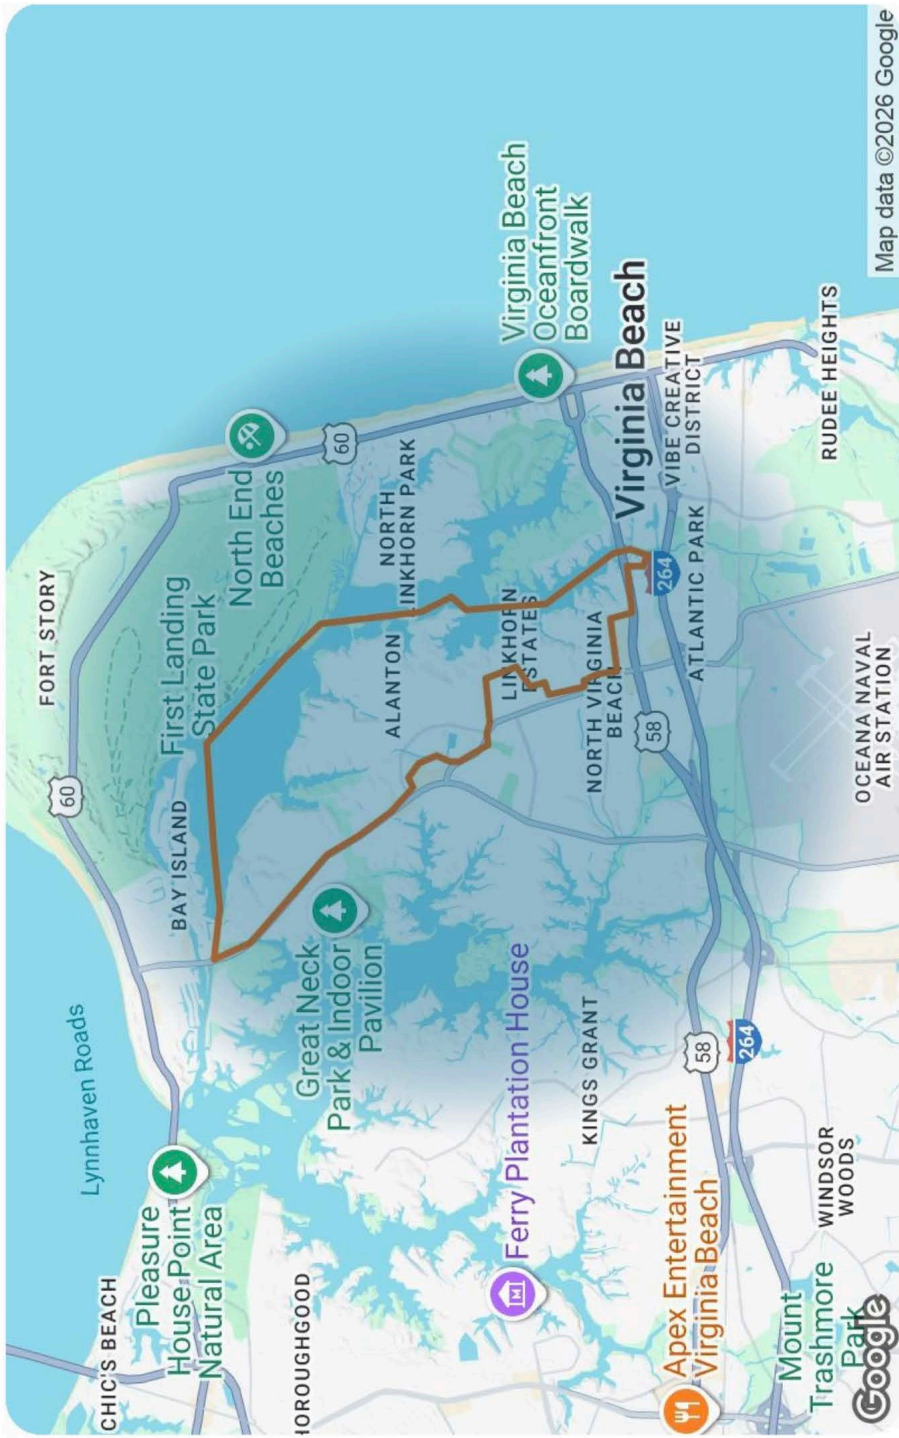 Lynnhaven Roads
CHIC'S BEACH
Pleasure
House Point
Natural Area
HOROUGHGOOD
60
FORT STORY
First Landing
State Park
BAY ISLAND
North End
Beaches
60
NORTH
LINKHORN PARK
ALANTON
Great Neck
Park & Indoor
Pavilion
Ferry Plantation House
KINGS GRANT
LINKHORN
ESTATES
Virginia Beach
Oceanfront
Boardwalk
NORTH VIRGINIA
BEACH
Virginia Beach
58
264
VIBE CREATIVE
DISTRICT
ATLANTIC PARK
58
264
Apex Entertainment
Virginia Beach
WINDSOR
WOODS
Mount
Trashmore
Park
OCEANA NAVAL
AIR STATION
RUDEE HEIGHTS
Google
Map data ©2026 Google